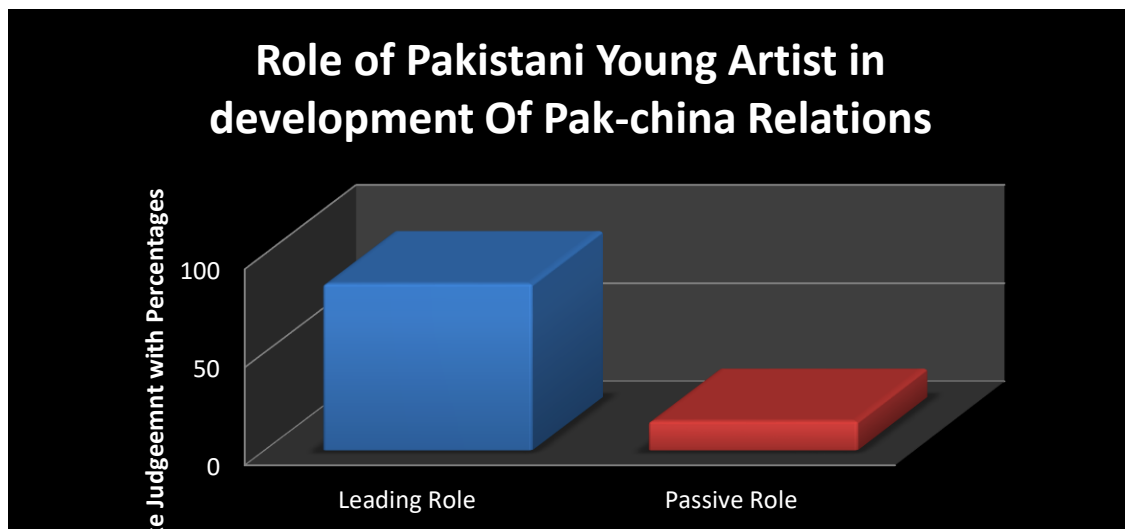 Role of Pakistani Young Artist in
development Of Pak-china Relations
Judgeemnt with Percentages
100
50
0
Leading Role
Passive Role